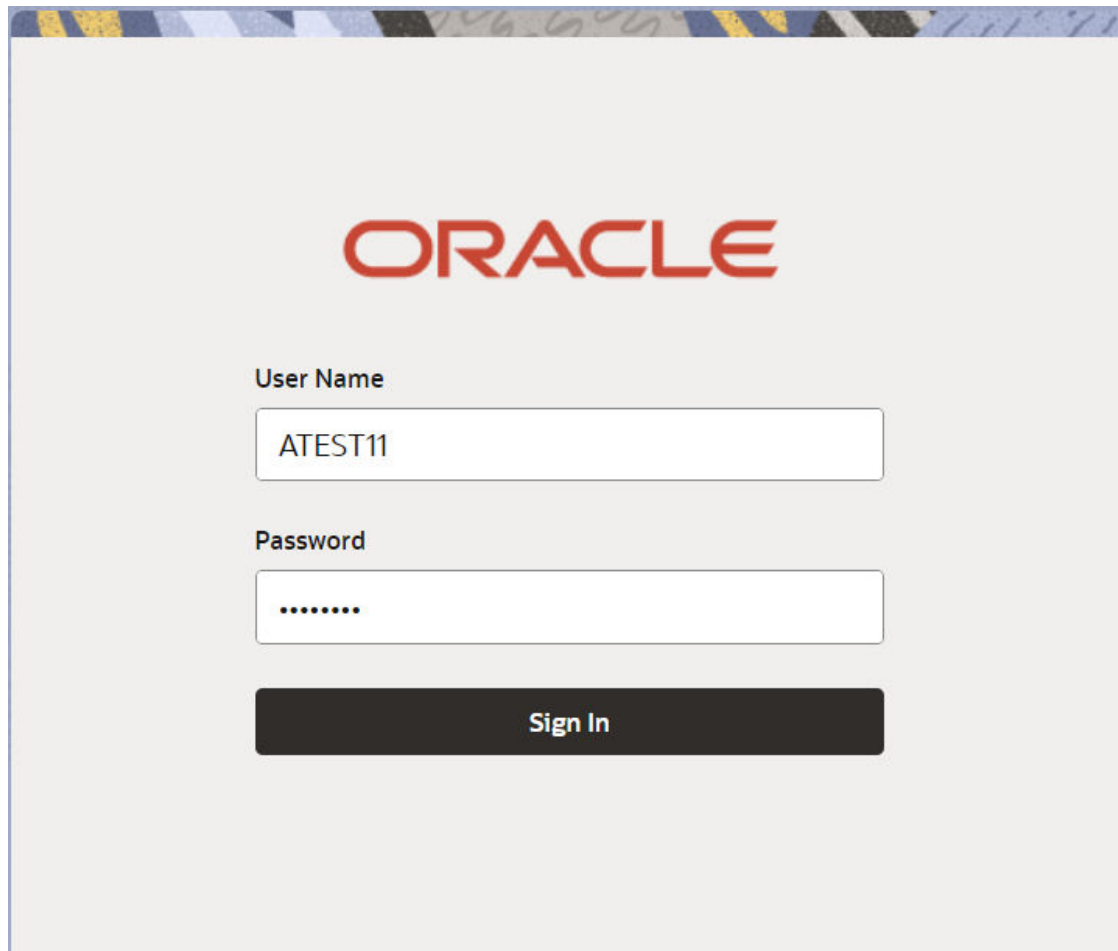 ORACLE
User Name
ATEST11
Password
••••••••
Sign In